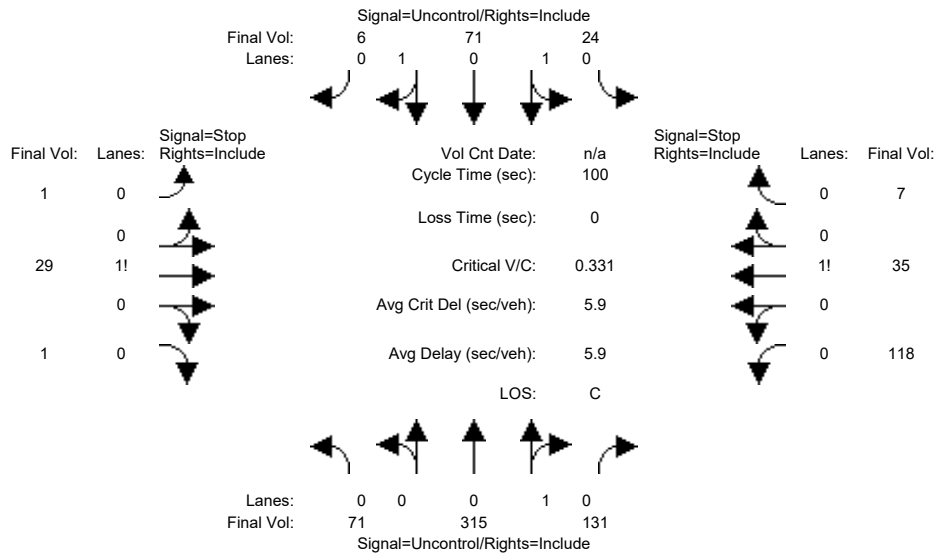 Signal=Uncontrol/Rights=Include
Final Vol: 6 71 24
Lanes: 0 1 0 1 0
Signal=Stop Signal=Stop
Final Vol: Lanes: Rights=Include Vol Cnt Date: n/a Rights=Include Lanes: Final Vol:
Cycle Time (sec): 100
1 0 0 7
Loss Time (sec): 0
0 0
29 1! Critical V/C: 0.331 1! 35
0 Avg Crit Del (sec/veh): 5.9 0
1 0 Avg Delay (sec/veh): 5.9 0 118
LOS: C
Lanes: 0 0 0 1 0
Final Vol: 71 315 131
Signal=Uncontrol/Rights=Include